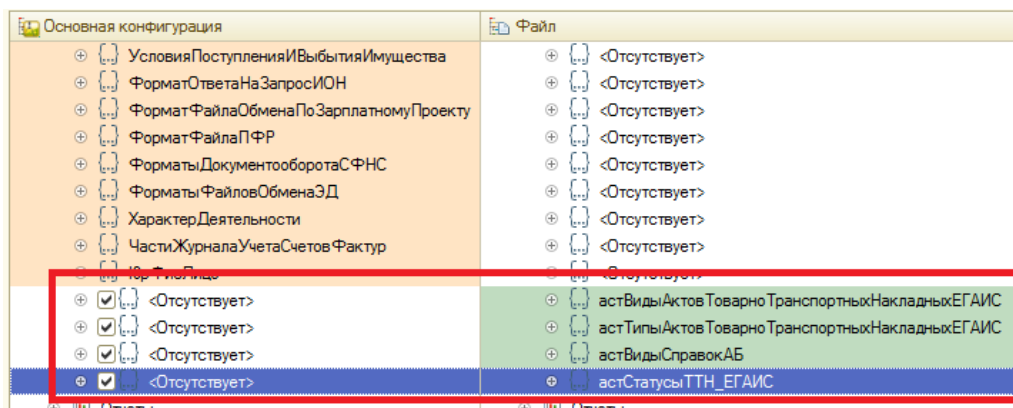 Основная конфигурация Файл
УсловияПоступленияИВыбытияИмущества <Отсутствует>
ФорматОтветаНаЗапросИОН <Отсутствует>
ФорматФайлаОбменаПоЗарплатномуПроекту <Отсутствует>
ФорматФайлаПФР <Отсутствует>
ФорматыДокументооборотаСФНС <Отсутствует>
ФорматыФайловОбменаЭД <Отсутствует>
ХарактерДеятельности <Отсутствует>
ЧастиЖурналаУчетаСчетовФактур <Отсутствует>
ЮрФизЛицо <Отсутствует>
<Отсутствует> астВидыАктовТоварноТранспортныхНакладныхЕГАИС
<Отсутствует> астТипыАктовТоварноТранспортныхНакладныхЕГАИС
<Отсутствует> астВидыСправокАБ
<Отсутствует> астСтатусыТТН_ЕГАИС